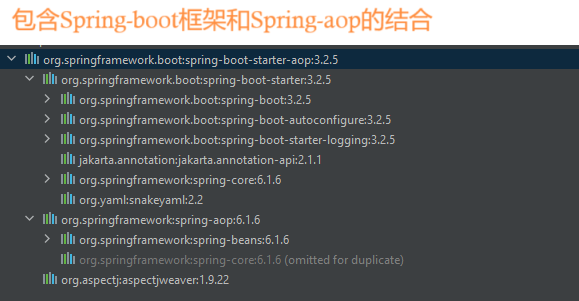 包含Spring-boot框架和Spring-aop的结合
org.springframework.boot:spring-boot-starter-aop:3.2.5
org.springframework.boot:spring-boot-starter:3.2.5
org.springframework.boot:spring-boot:3.2.5
org.springframework.boot:spring-boot-autoconfigure:3.2.5
org.springframework.boot:spring-boot-starter-logging:3.2.5
jakarta.annotation:jakarta.annotation-api:2.1.1
org.springframework:spring-core:6.1.6
org.yaml:snakeyaml:2.2
org.springframework:spring-aop:6.1.6
org.springframework:spring-beans:6.1.6
org.springframework:spring-core:6.1.6 (omitted for duplicate)
org.aspectj:aspectjweaver:1.9.22